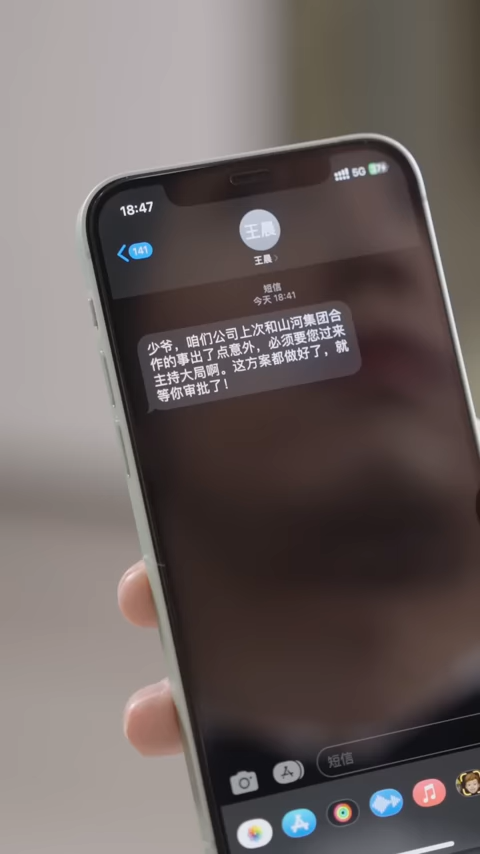 18:47
5G
141
王晨
王晨
短信
今天 18:41
少爷，咱们公司上次和山河集团合
作的事出了点意外，必须要您过来
主持大局啊。这方案都做好了，就
等你审批了！
短信